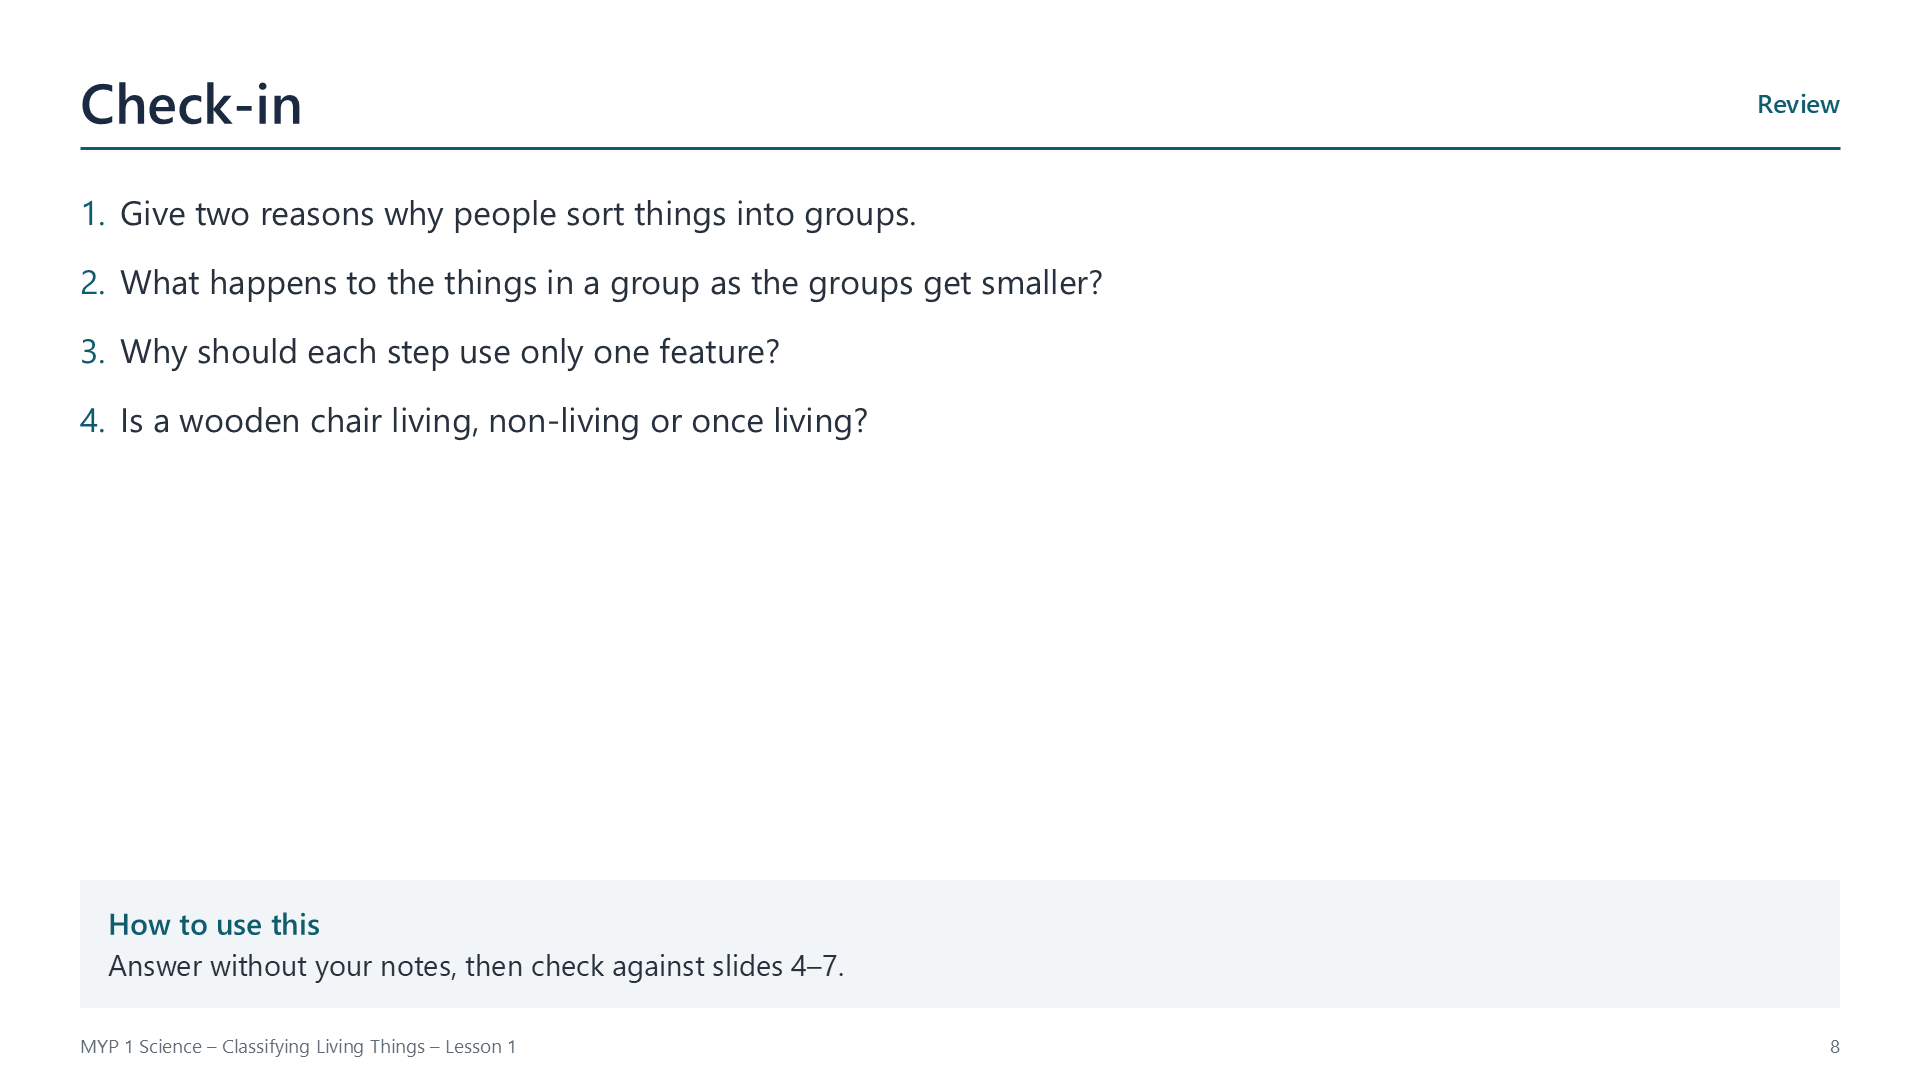 Check-in
Review
1. Give two reasons why people sort things into groups.
2. What happens to the things in a group as the groups get smaller?
3. Why should each step use only one feature?
4. Is a wooden chair living, non-living or once living?
How to use this
Answer without your notes, then check against slides 4–7.
MYP 1 Science – Classifying Living Things – Lesson 1
8